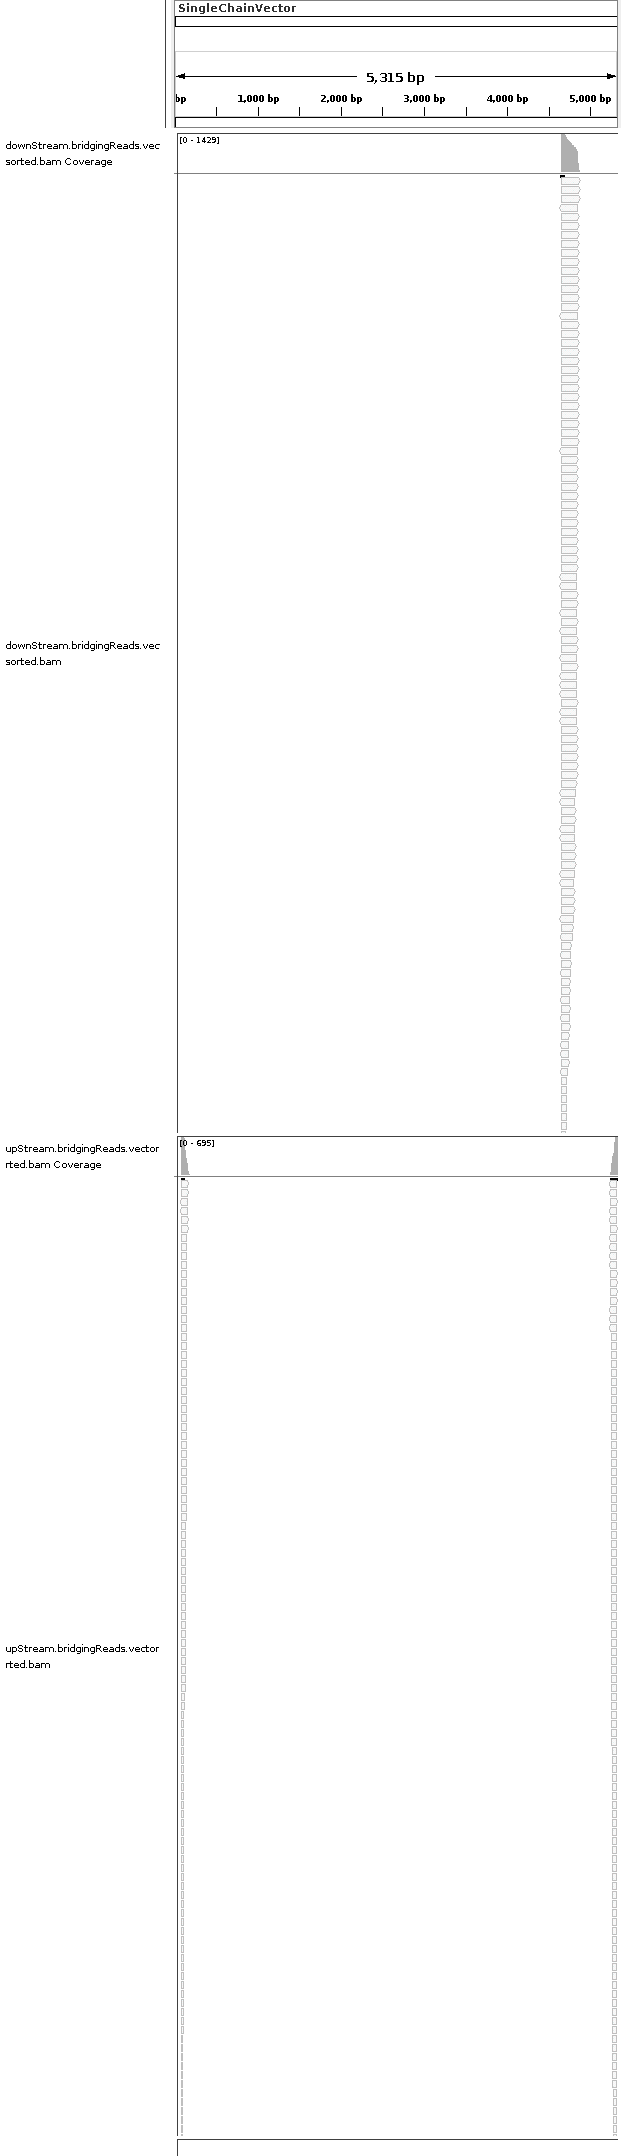 SingleChainVector
5,315 bp
bp 1,000 bp 2,000 bp 3,000 bp 4,000 bp 5,000 bp
[0 - 1429]
downStream.bridgingReads.vec
sorted.bam Coverage
downStream.bridgingReads.vec
sorted.bam
[0 - 695]
upStream.bridgingReads.vector
rted.bam Coverage
upStream.bridgingReads.vector
rted.bam